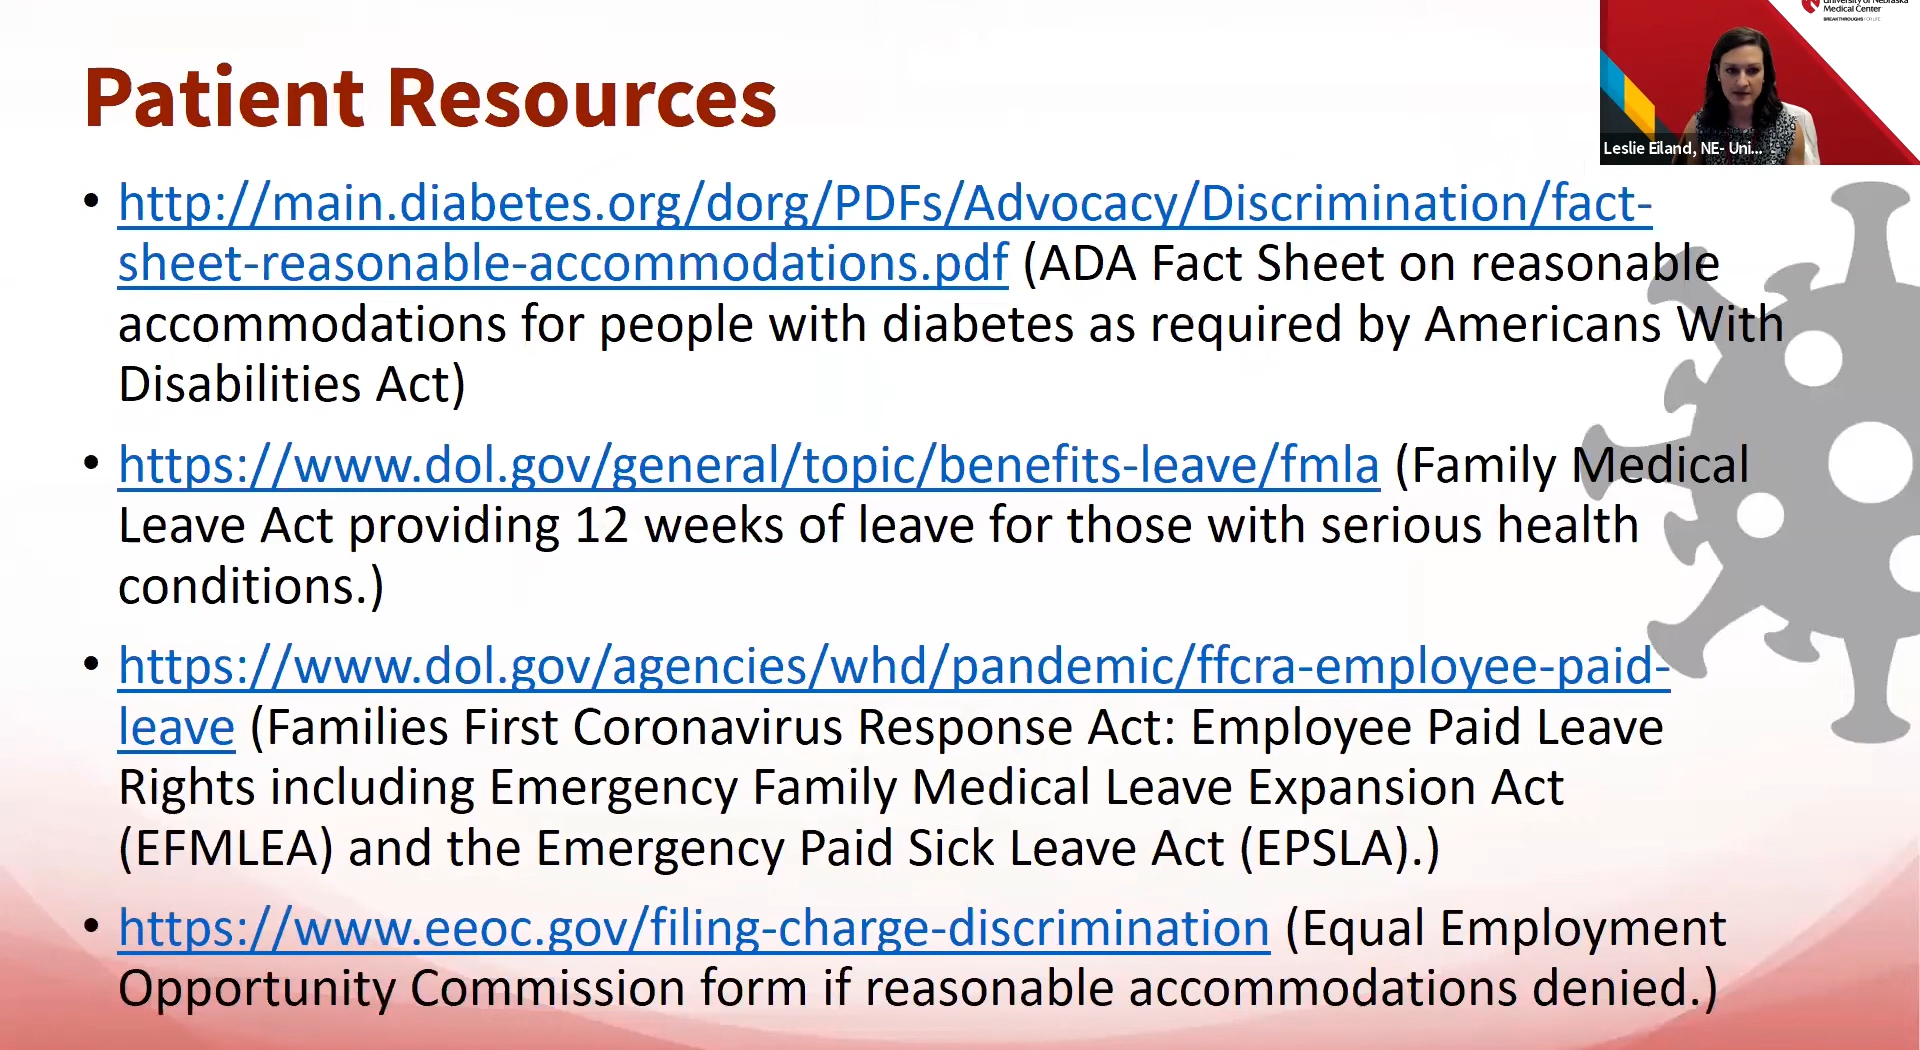 University of Nebraska
Medical Center
BREAKTHROUGHS FOR LIFE
Patient Resources
Leslie Eiland, NE- Uni...
• http://main.diabetes.org/dorg/PDFs/Advocacy/Discrimination/fact-
sheet-reasonable-accommodations.pdf (ADA Fact Sheet on reasonable
accommodations for people with diabetes as required by Americans With
Disabilities Act)
• https://www.dol.gov/general/topic/benefits-leave/fmla (Family Medical
Leave Act providing 12 weeks of leave for those with serious health
conditions.)
• https://www.dol.gov/agencies/whd/pandemic/ffcra-employee-paid-
leave (Families First Coronavirus Response Act: Employee Paid Leave
Rights including Emergency Family Medical Leave Expansion Act
(EFMLEA) and the Emergency Paid Sick Leave Act (EPSLA).)
• https://www.eeoc.gov/filing-charge-discrimination (Equal Employment
Opportunity Commission form if reasonable accommodations denied.)